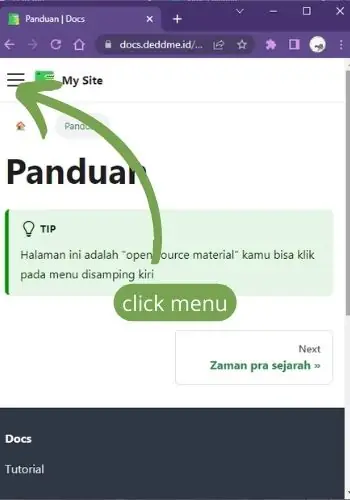 Panduan | Docs
docs.deddme.id/...
My Site
Panduan
Panduan
TIP
Halaman ini adalah "open source material" kamu bisa klik
pada menu disamping kiri
click menu
Next
Zaman pra sejarah »
Docs
Tutorial